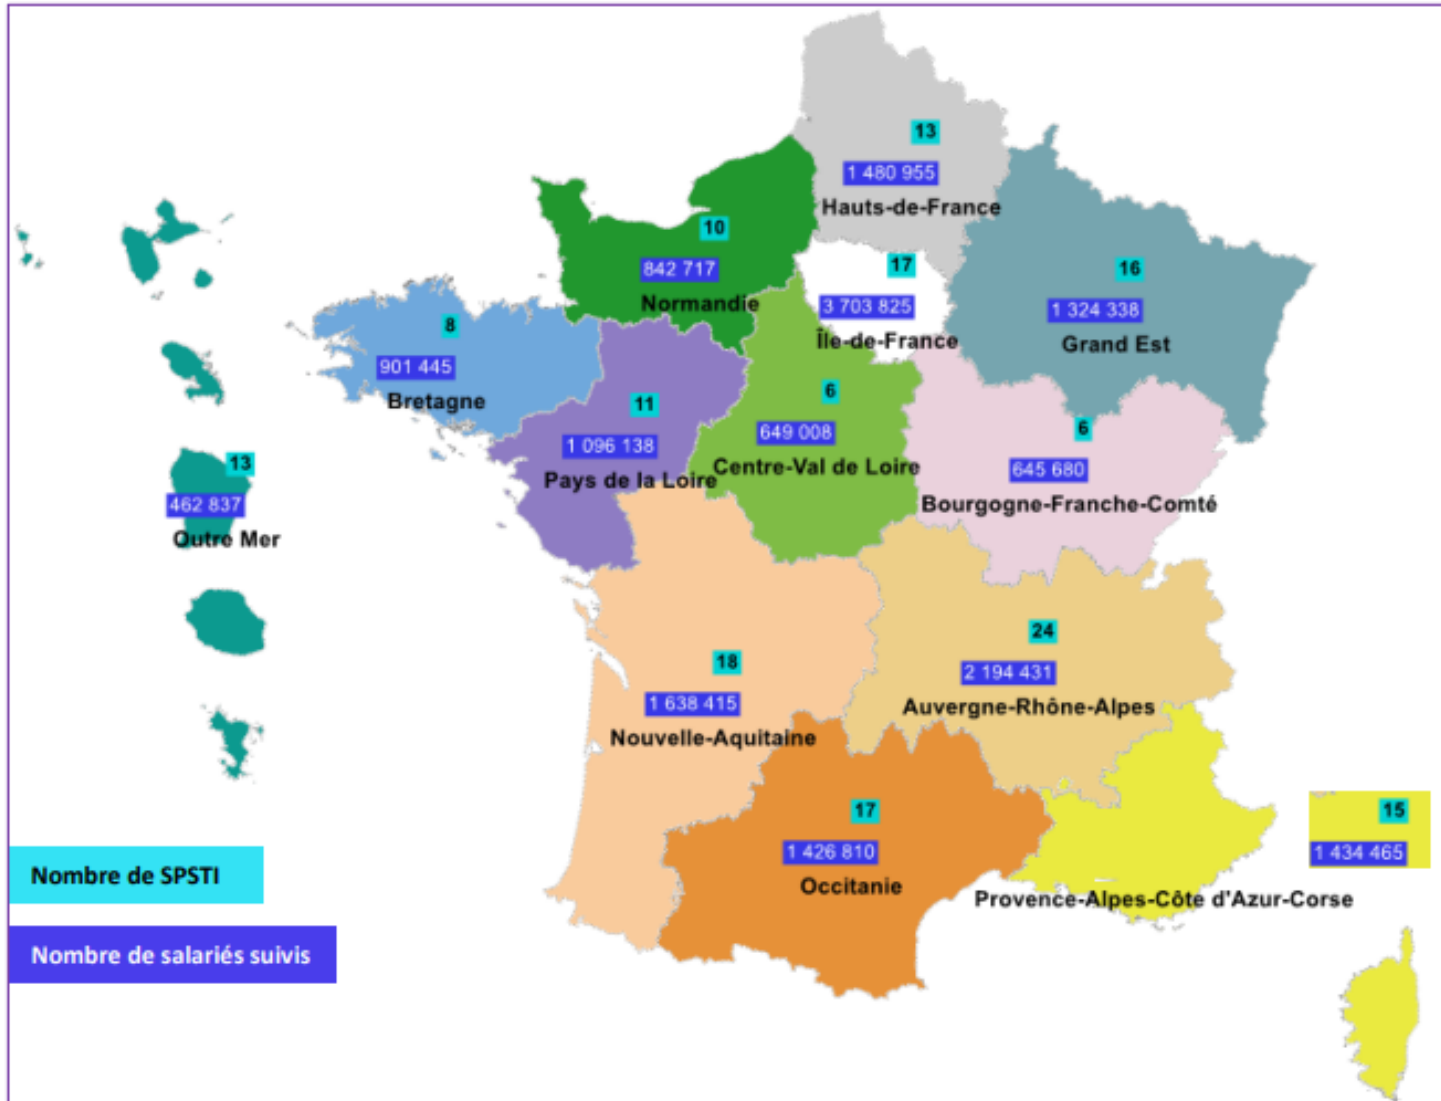 13
1 480 955
Hauts-de-France
10
842 717
Normandie
17
3 703 825
Île-de-France
16
1 324 338
Grand Est
8
901 445
Bretagne
11
1 096 138
Pays de la Loire
6
649 008
Centre-Val de Loire
6
645 680
Bourgogne-Franche-Comté
13
462 837
Outre Mer
18
1 638 415
Nouvelle-Aquitaine
24
2 194 431
Auvergne-Rhône-Alpes
17
1 426 810
Occitanie
15
1 434 465
Provence-Alpes-Côte d'Azur-Corse
Nombre de SPSTI
Nombre de salariés suivis